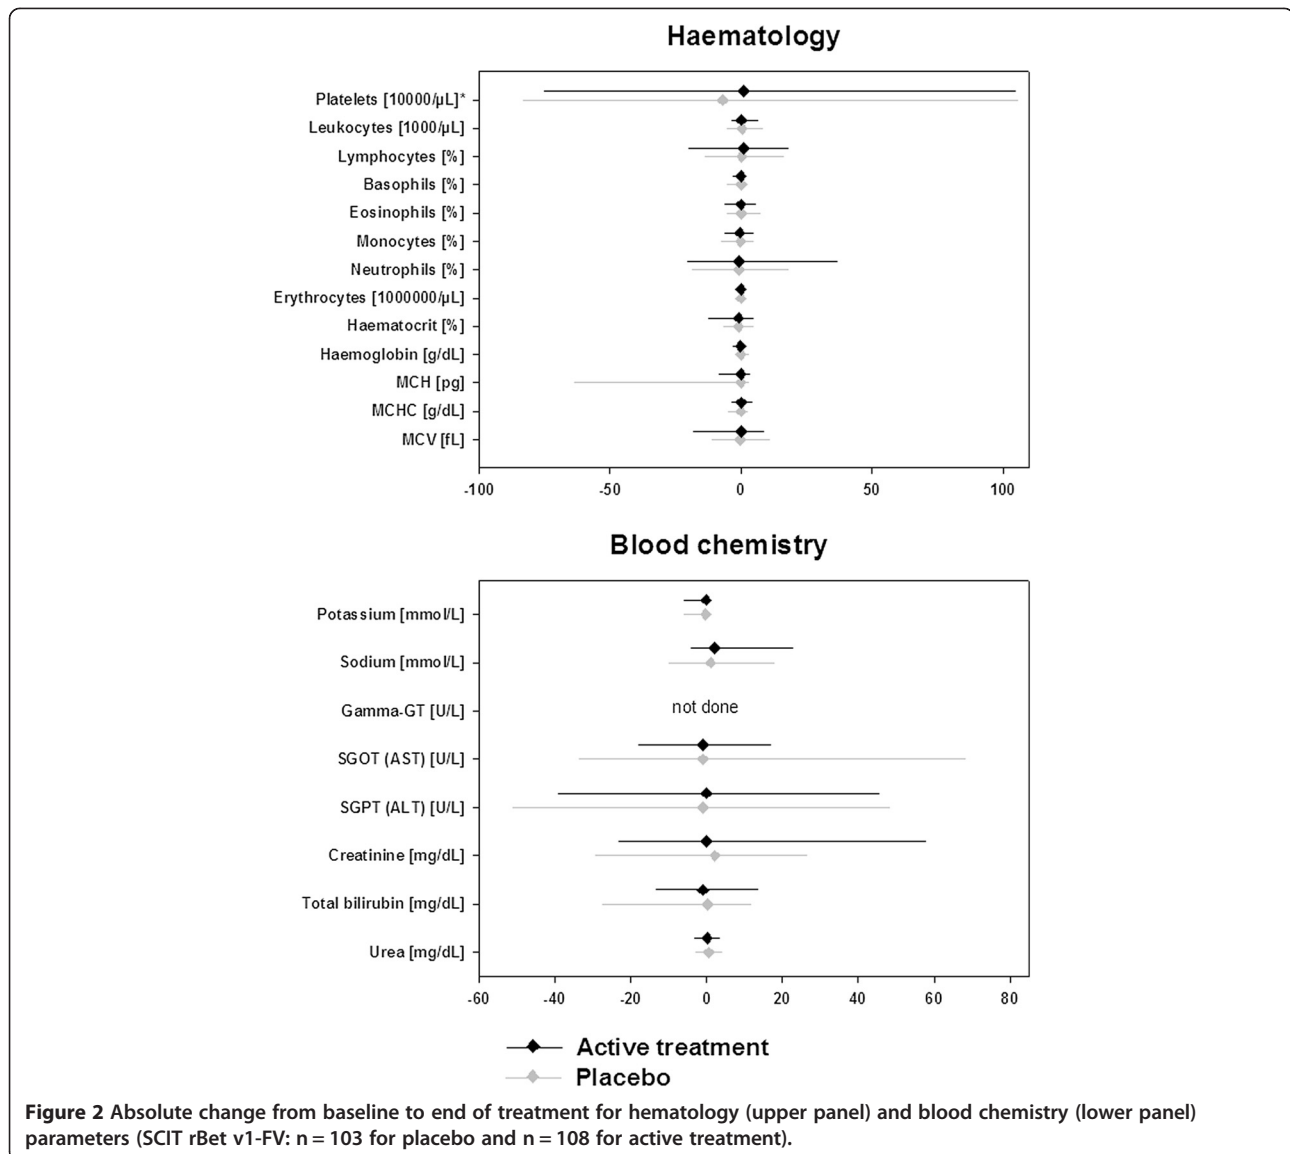 Haematology
Platelets [10000/µL]*
Leukocytes [1000/µL]
Lymphocytes [%]
Basophils [%]
Eosinophils [%]
Monocytes [%]
Neutrophils [%]
Erythrocytes [1000000/µL]
Haematocrit [%]
Haemoglobin [g/dL]
MCH [pg]
MCHC [g/dL]
MCV [fL]
-100 -50 0 50 100
Blood chemistry
Potassium [mmol/L]
Sodium [mmol/L]
Gamma-GT [U/L] not done
SGOT (AST) [U/L]
SGPT (ALT) [U/L]
Creatinine [mg/dL]
Total bilirubin [mg/dL]
Urea [mg/dL]
-60 -40 -20 0 20 40 60 80
Active treatment
Placebo
Figure 2 Absolute change from baseline to end of treatment for hematology (upper panel) and blood chemistry (lower panel)
parameters (SCIT rBet v1-FV: n = 103 for placebo and n = 108 for active treatment).